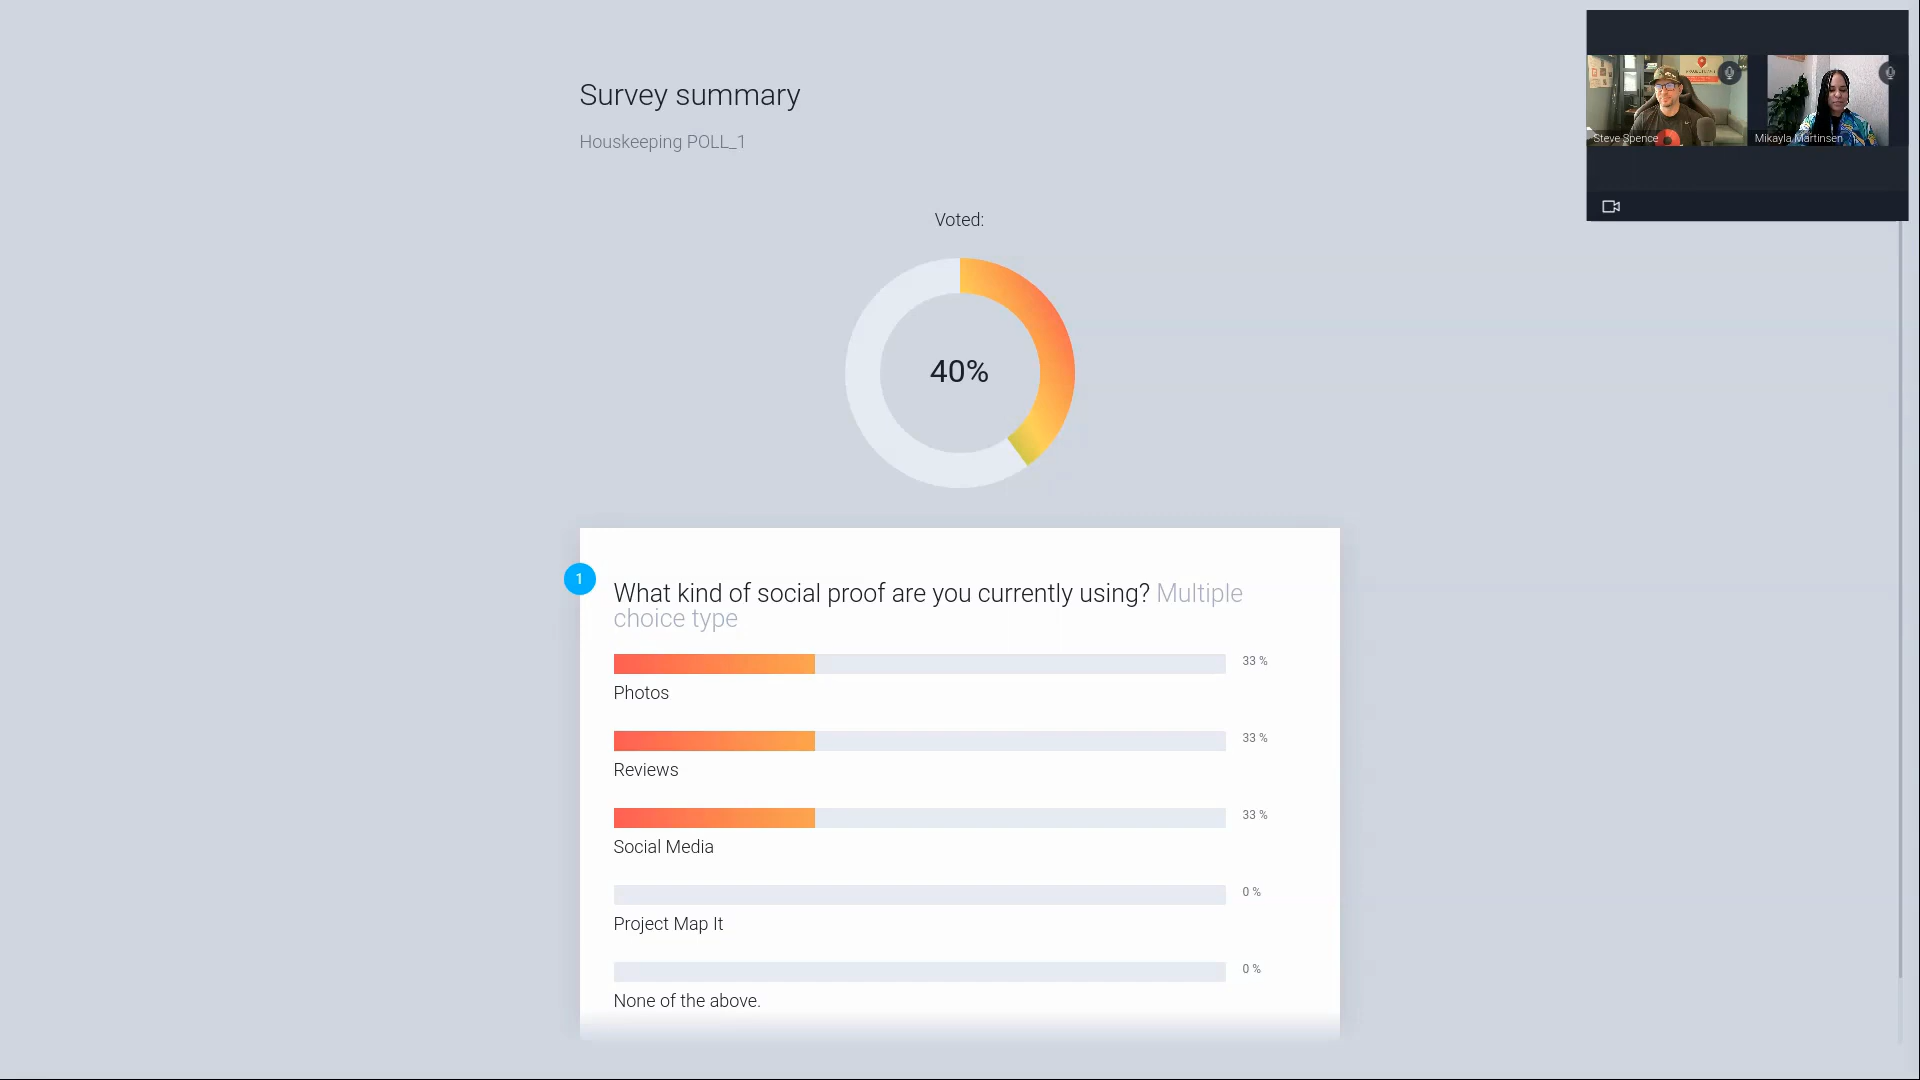 Survey summary
Houskeeping POLL_1
Voted:
40%
1
What kind of social proof are you currently using? Multiple
choice type
33 %
Photos
33 %
Reviews
33 %
Social Media
0 %
Project Map It
0 %
None of the above.
Steve Spence
Mikayla Martinsen